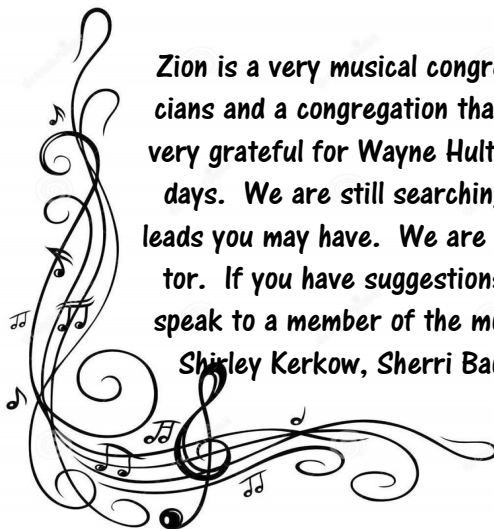 Zion is a very musical congre
cians and a congregation tha
very grateful for Wayne Hult
days. We are still searchin
leads you may have. We are
tor. If you have suggestions
speak to a member of the mu
Shirley Kerkow, Sherri Ba